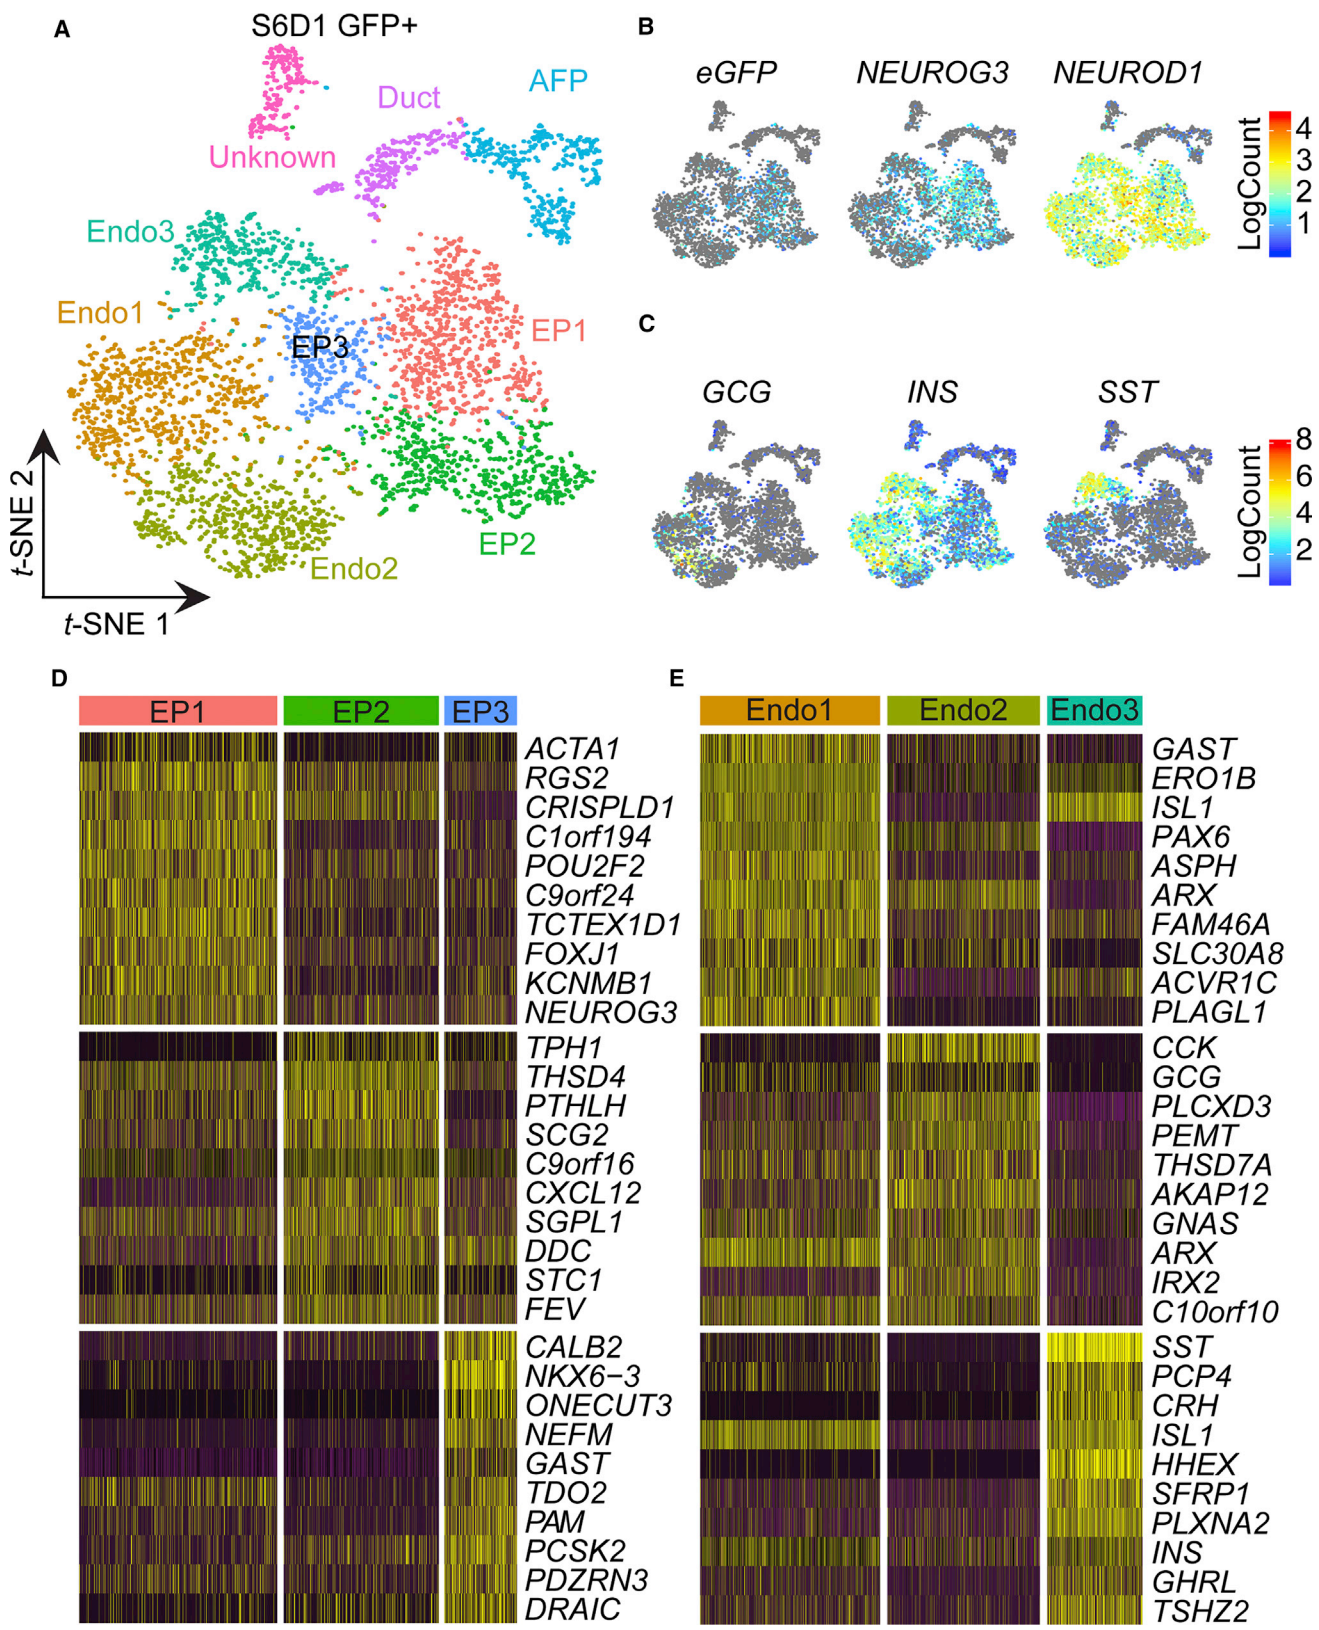 A
S6D1 GFP+
Unknown
Duct
AFP
Endo3
Endo1
EP3
EP1
EP2
Endo2
t-SNE 2
t-SNE 1
B
eGFP
NEUROG3
NEUROD1
LogCount
4
3
2
1
C
GCG
INS
SST
LogCount
8
6
4
2
D
EP1 EP2 EP3
ACTA1
RGS2
CRISPLD1
C1orf194
POU2F2
C9orf24
TCTEX1D1
FOXJ1
KCNMB1
NEUROG3
TPH1
THSD4
PTHLH
SCG2
C9orf16
CXCL12
SGPL1
DDC
STC1
FEV
CALB2
NKX6−3
ONECUT3
NEFM
GAST
TDO2
PAM
PCSK2
PDZRN3
DRAIC
E
Endo1 Endo2 Endo3
GAST
ERO1B
ISL1
PAX6
ASPH
ARX
FAM46A
SLC30A8
ACVR1C
PLAGL1
CCK
GCG
PLCXD3
PEMT
THSD7A
AKAP12
GNAS
ARX
IRX2
C10orf10
SST
PCP4
CRH
ISL1
HHEX
SFRP1
PLXNA2
INS
GHRL
TSHZ2